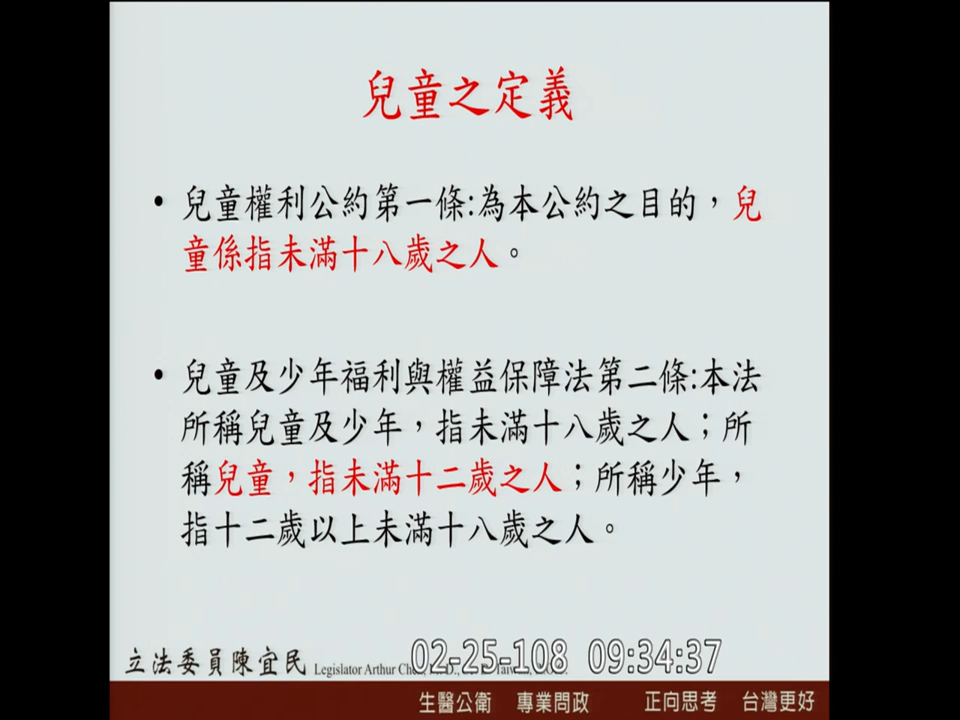 兒童之定義
• 兒童權利公約第一條:為本公約之目的，兒
童係指未滿十八歲之人。
• 兒童及少年福利與權益保障法第二條:本法
所稱兒童及少年，指未滿十八歲之人；所
稱兒童，指未滿十二歲之人；所稱少年，
指十二歲以上未滿十八歲之人。
立法委員陳宜民 Legislator Arthur 02-25-108 09:34:37
生醫公衛 專業問政 正向思考 台灣更好